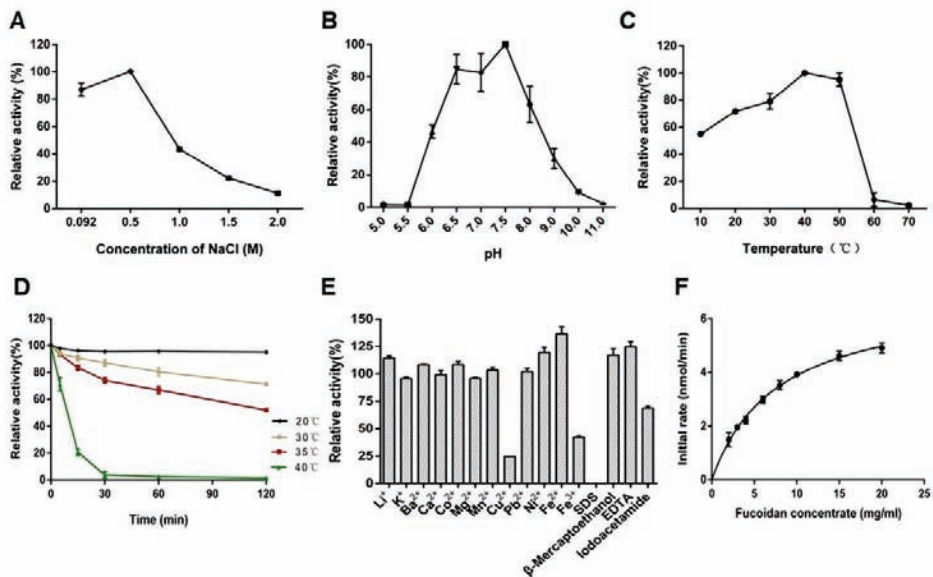 A
Relative activity (%)
120
100
80
60
40
20
0
0.092 0.5 1.0 1.5 2.0
Concentration of NaCl (M)
B
Relative activity(%)
100
80
60
40
20
0
5.0 5.5 6.0 6.5 7.0 7.5 8.0 9.0 10.0 11.0
pH
C
Relative activity(%)
120
100
80
60
40
20
0
10 20 30 40 50 60 70
Temperature (℃)
D
Relative activity(%)
120
100
80
60
40
20
0
0 30 60 90 120
Time (min)
20℃
30℃
35℃
40℃
E
Relative activity(%)
150
125
100
75
50
25
0
Li⁺ K⁺ Ba²⁺ Ca²⁺ Co²⁺ Mg²⁺ Mn²⁺ Cu²⁺ Pb²⁺ Ni²⁺ Fe²⁺ Fe³⁺ SDS β-Mercaptoethanol EDTA Iodoacetamide
F
Initial rate (nmol/min)
6
4
2
0
0 5 10 15 20 25
Fucoidan concentrate (mg/ml)